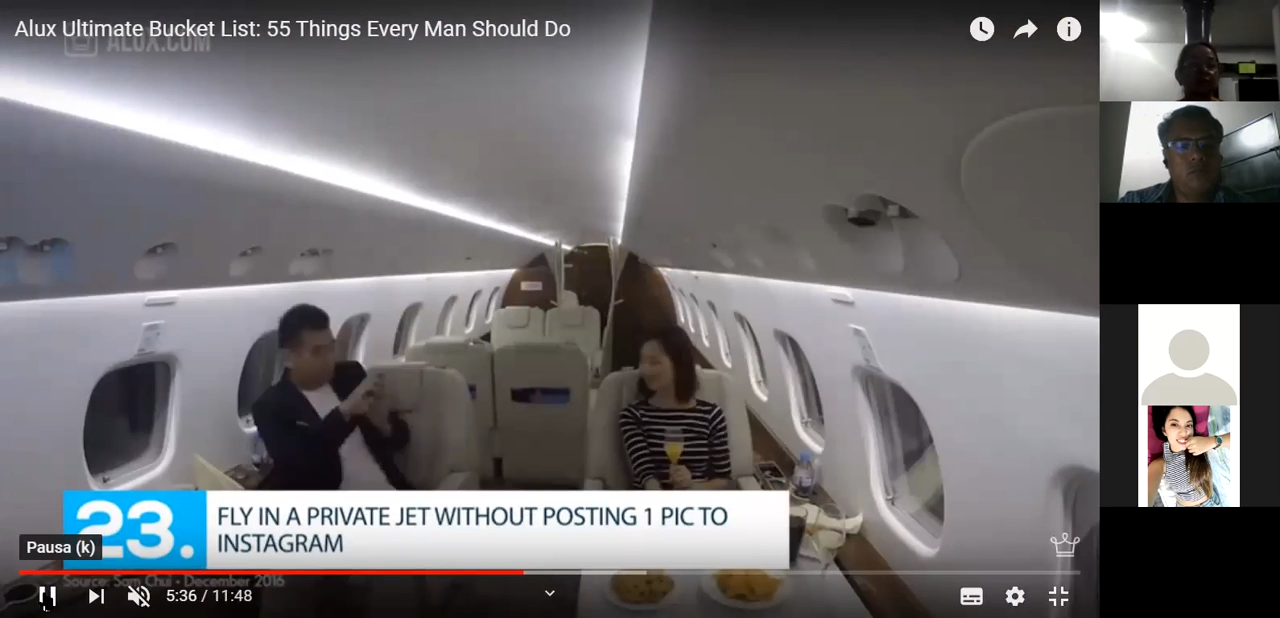 Alux Ultimate Bucket List: 55 Things Every Man Should Do
ALUX.COM
23.
FLY IN A PRIVATE JET WITHOUT POSTING 1 PIC TO
INSTAGRAM
Pausa (k)
Source: Sam Chui • December 2016
5:36 / 11:48